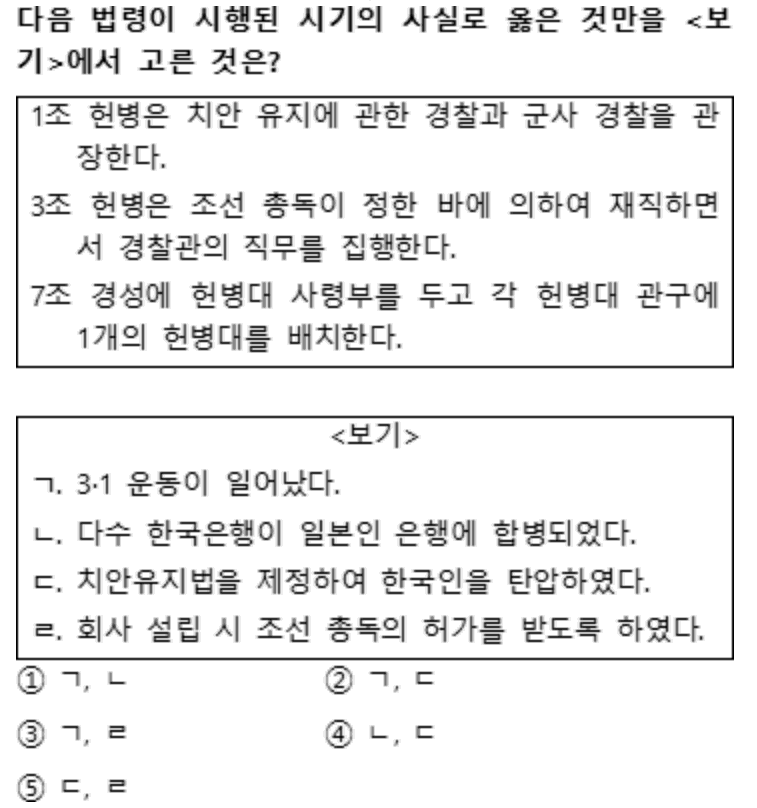 다음 법령이 시행된 시기의 사실로 옳은 것만을 <보
기>에서 고른 것은?
1조 헌병은 치안 유지에 관한 경찰과 군사 경찰을 관
장한다.
3조 헌병은 조선 총독이 정한 바에 의하여 재직하면
서 경찰관의 직무를 집행한다.
7조 경성에 헌병대 사령부를 두고 각 헌병대 관구에
1개의 헌병대를 배치한다.
<보기>
ㄱ. 3·1 운동이 일어났다.
ㄴ. 다수 한국은행이 일본인 은행에 합병되었다.
ㄷ. 치안유지법을 제정하여 한국인을 탄압하였다.
ㄹ. 회사 설립 시 조선 총독의 허가를 받도록 하였다.
① ㄱ, ㄴ ② ㄱ, ㄷ
③ ㄱ, ㄹ ④ ㄴ, ㄷ
⑤ ㄷ, ㄹ